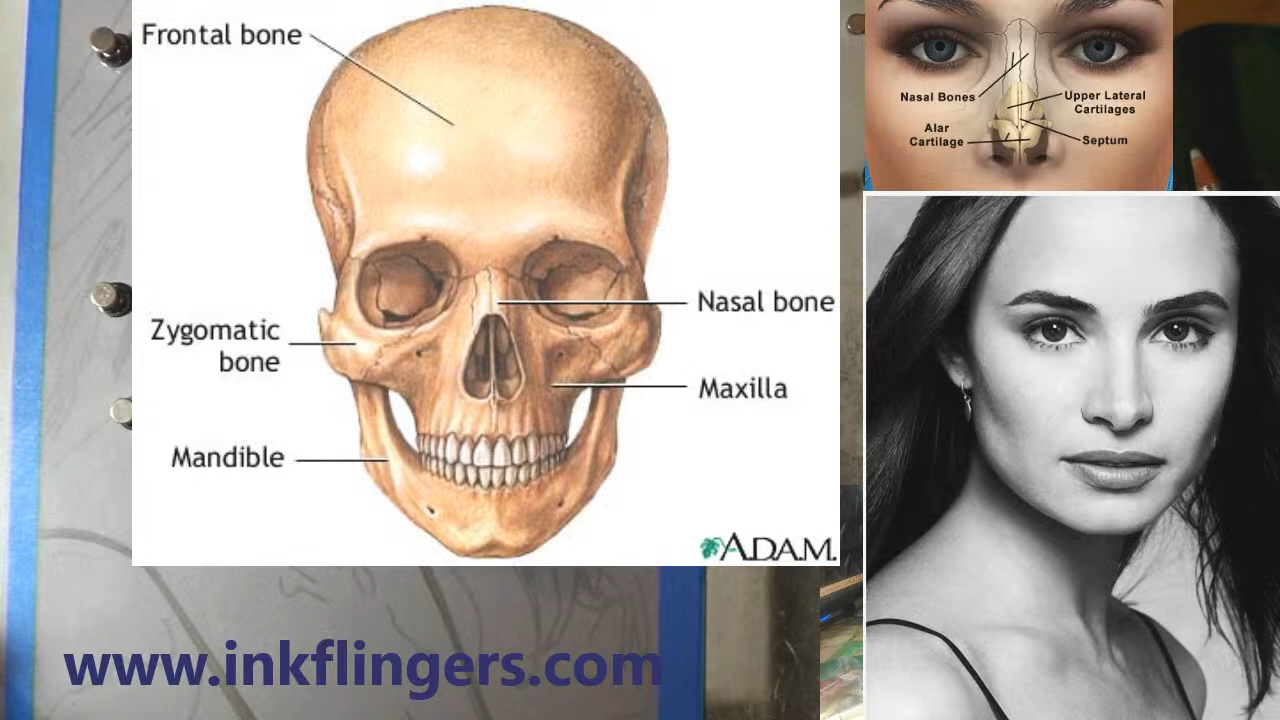 Frontal bone
Nasal bone
Zygomatic
bone
Maxilla
Mandible
A.D.A.M.
Nasal Bones
Upper Lateral
Cartilages
Alar
Cartilage
Septum
www.inkflingers.com